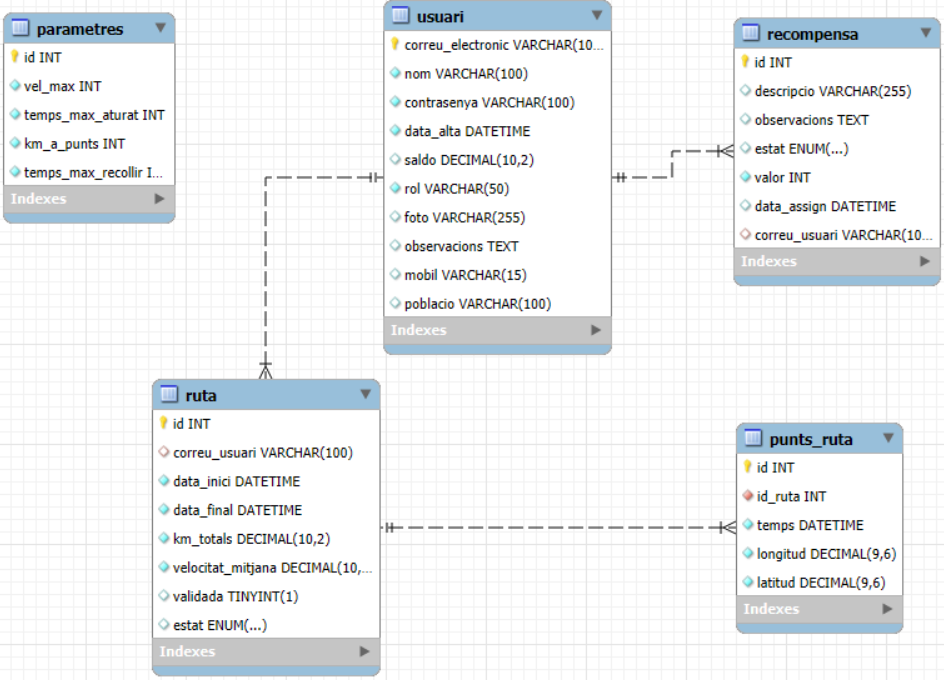 parametres
id INT
vel_max INT
temps_max_aturat INT
km_a_punts INT
temps_max_recollir I...
Indexes
usuari
correu_electronic VARCHAR(10...
nom VARCHAR(100)
contrasenya VARCHAR(100)
data_alta DATETIME
saldo DECIMAL(10,2)
rol VARCHAR(50)
foto VARCHAR(255)
observacions TEXT
mobil VARCHAR(15)
poblacio VARCHAR(100)
Indexes
recompensa
id INT
descripcio VARCHAR(255)
observacions TEXT
estat ENUM(...)
valor INT
data_assign DATETIME
correu_usuari VARCHAR(10...
Indexes
ruta
id INT
correu_usuari VARCHAR(100)
data_inici DATETIME
data_final DATETIME
km_totals DECIMAL(10,2)
velocitat_mitjana DECIMAL(10,...
validada TINYINT(1)
estat ENUM(...)
Indexes
punts_ruta
id INT
id_ruta INT
temps DATETIME
longitud DECIMAL(9,6)
latitud DECIMAL(9,6)
Indexes